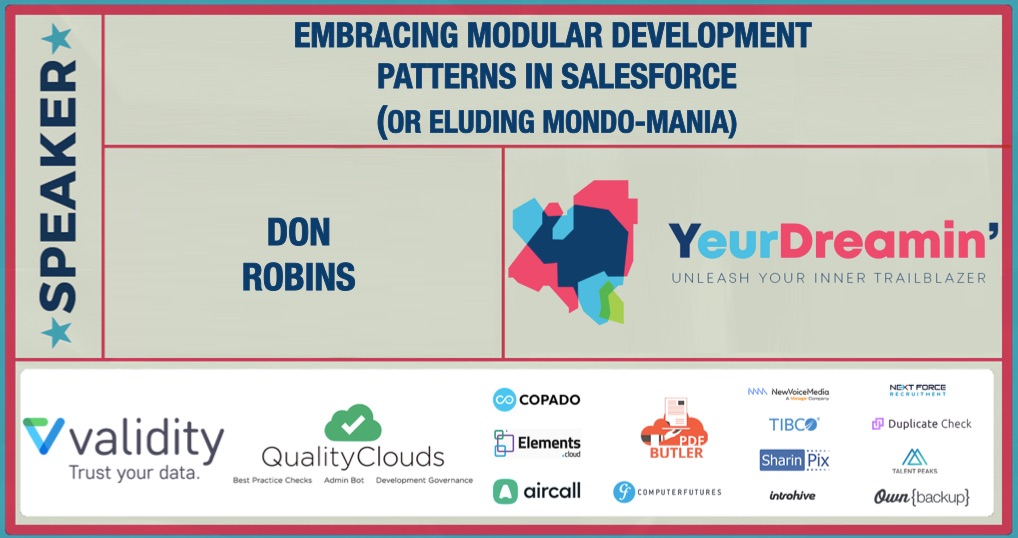 SPEAKER
EMBRACING MODULAR DEVELOPMENT
PATTERNS IN SALESFORCE
(OR ELUDING MONDO-MANIA)
DON
ROBINS
YeurDreamin'
UNLEASH YOUR INNER TRAILBLAZER
validity
Trust your data.
QualityClouds
Best Practice Checks Admin Bot Development Governance
COPADO
Elements
.cloud
aircall
PDF
BUTLER
COMPUTERFUTURES
NewVoiceMedia
A Vonage Company
TIBCO
SharinPix
introhive
NEXT FORCE
RECRUITMENT
Duplicate Check
TALENT PEAKS
Own{backup}